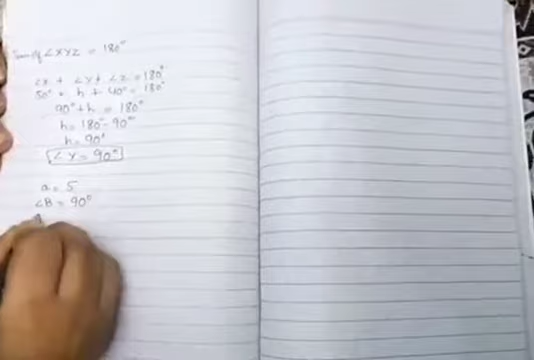 Sum of ∠XYZ = 180°
∠X + ∠Y + ∠Z = 180°
50° + h + 40° = 180°
90° + h = 180°
h = 180° - 90°
h = 90°
∠Y = 90°
a = 5
∠B = 90°